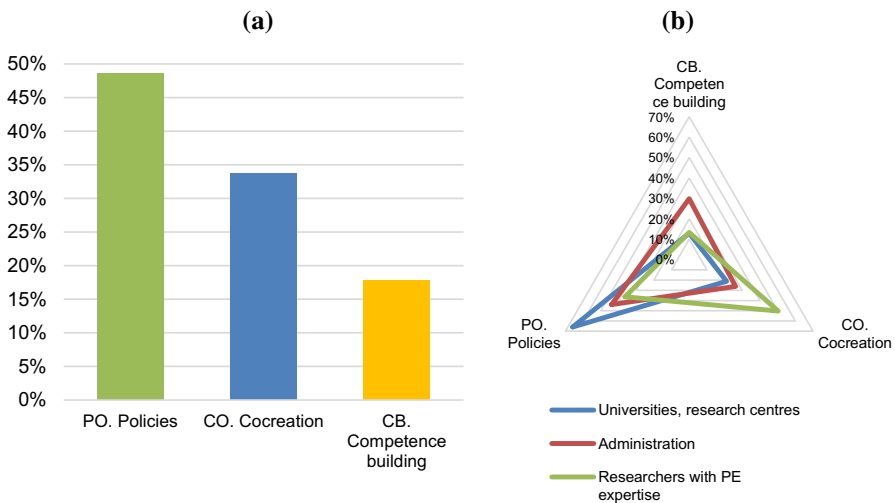 (a)
50%
45%
40%
35%
30%
25%
20%
15%
10%
5%
0%
PO. Policies
CO. Cocreation
CB.
Competence
building
(b)
CB.
Competen
ce building
70%
60%
50%
40%
30%
20%
10%
0%
PO.
Policies
CO.
Cocreation
Universities, research centres
Administration
Researchers with PE
expertise